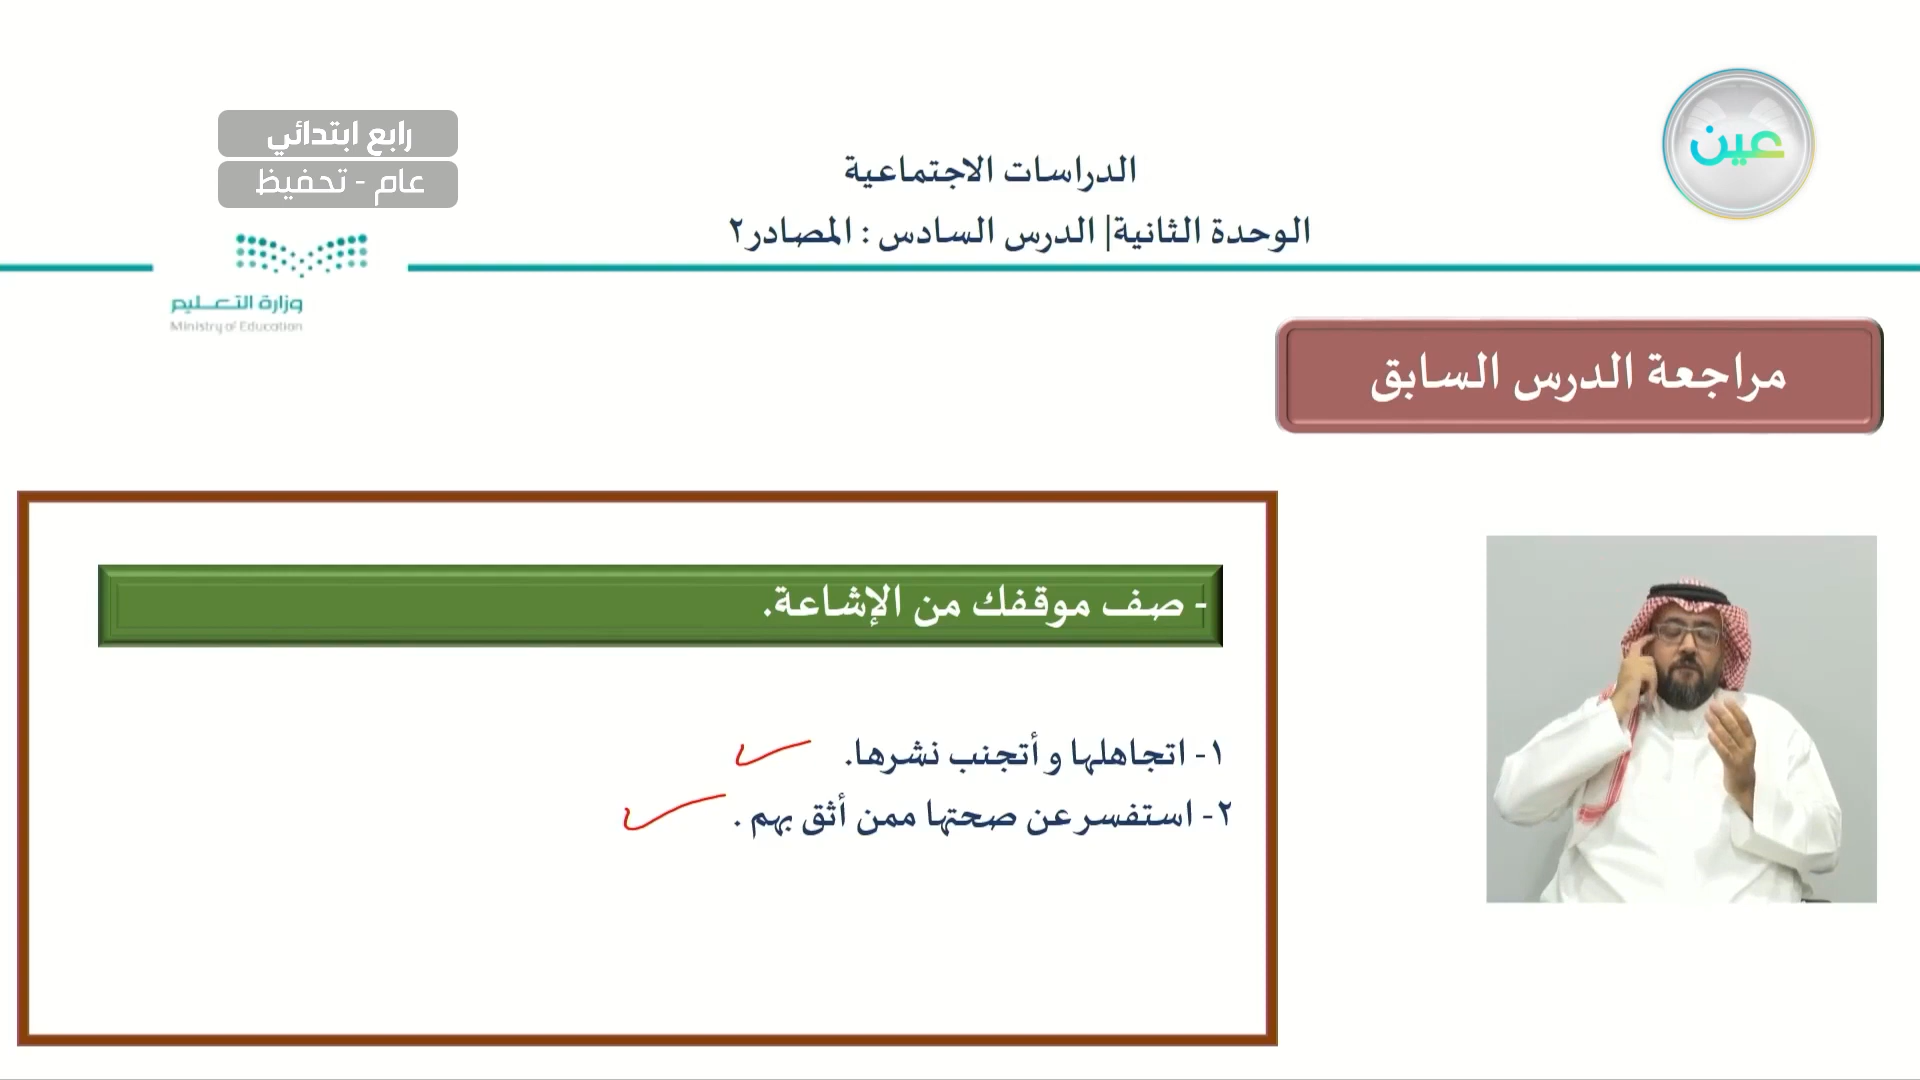 عين
رابع ابتدائي
عام - تحفيظ
الدراسات الاجتماعية
الوحدة الثانية| الدرس السادس : المصادر٢
وزارة التعـــليم
Ministry of Education
مراجعة الدرس السابق
- صف موقفك من الإشاعة.
١- اتجاهلها و أتجنب نشرها.
٢- استفسر عن صحتها ممن أثق بهم .